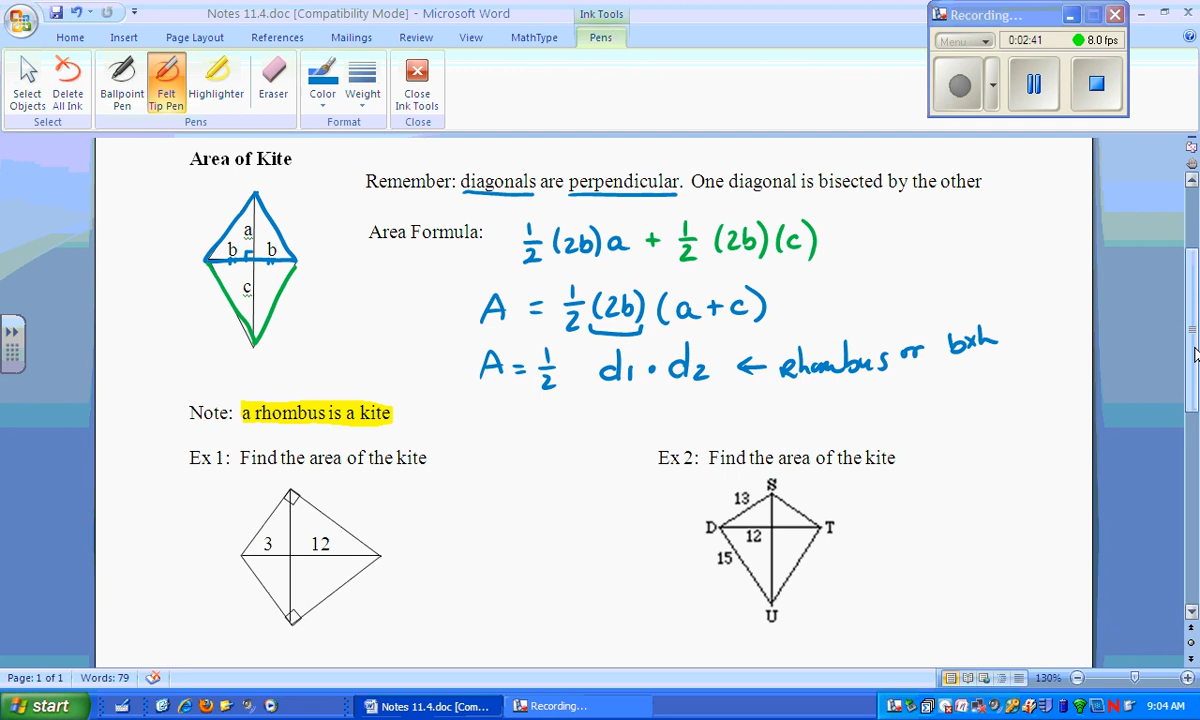 Notes 11.4.doc [Compatibility Mode] - Microsoft Word
Ink Tools
Recording...
Home Insert Page Layout References Mailings Review View MathType Pens
Menu 0:02:41 8.0 fps
Select Objects
Delete All Ink
Ballpoint Pen
Felt Tip Pen
Highlighter
Eraser
Color
Weight
Close Ink Tools
Select Pens Format Close
Area of Kite
Remember: diagonals are perpendicular. One diagonal is bisected by the other
a
b b
c
Area Formula: 1/2 (2b)a + 1/2 (2b)(c)
A = 1/2 (2b) (a+c)
A = 1/2 d1 · d2 ← Rhombus or bxh
Note: a rhombus is a kite
Ex 1: Find the area of the kite
3 12
Ex 2: Find the area of the kite
S
13
D T
12
15
U
Page: 1 of 1 Words: 79 130%
start Notes 11.4.doc [Com... Recording... 9:04 AM